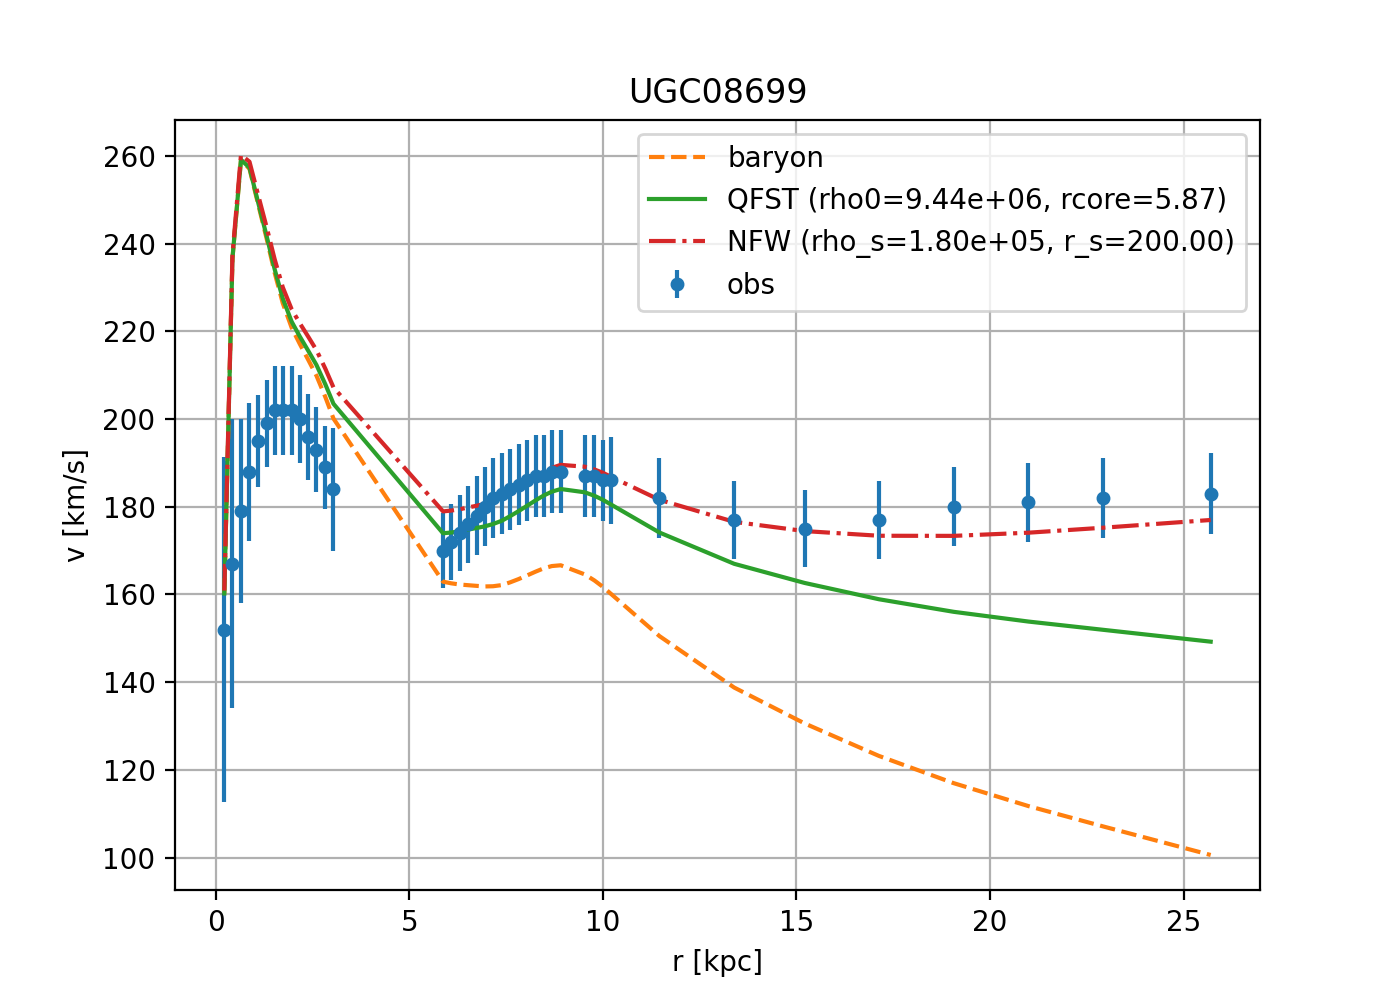 UGC08699
baryon
QFST (rho0=9.44e+06, rcore=5.87)
NFW (rho_s=1.80e+05, r_s=200.00)
obs
260
240
220
200
180
160
140
120
100
v [km/s]
0 5 10 15 20 25
r [kpc]